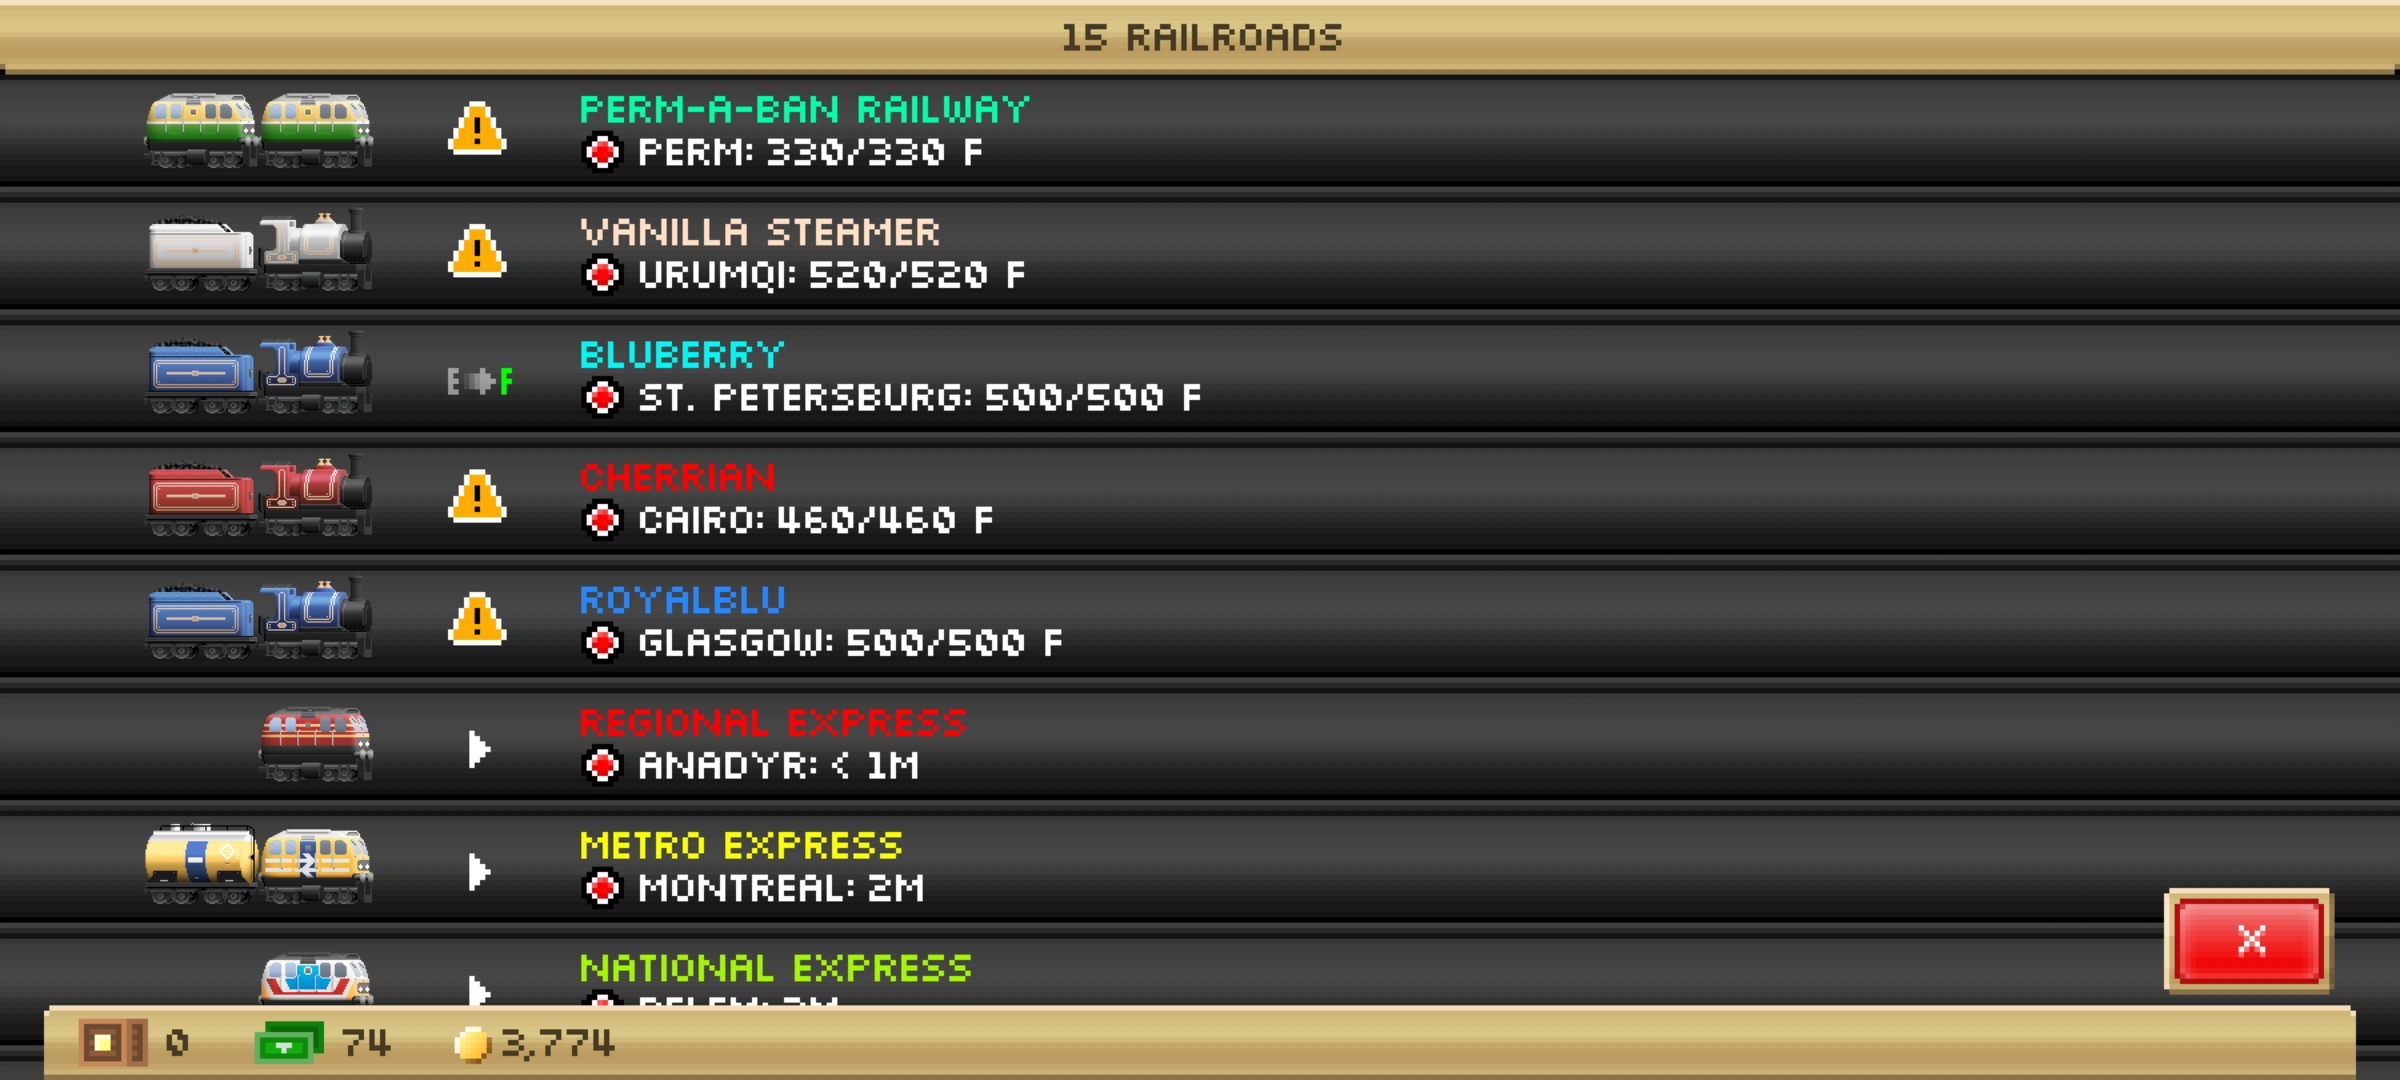 15 RAILROADS
PERM-A-BAN RAILWAY
PERM: 330/330 F
VANILLA STEAMER
URUMQI: 520/520 F
BLUBERRY
E F
ST. PETERSBURG: 500/500 F
CHERRIAN
CAIRO: 460/460 F
ROYALBLU
GLASGOW: 500/500 F
REGIONAL EXPRESS
ANADYR: < 1M
METRO EXPRESS
MONTREAL: 2M
NATIONAL EXPRESS
X
0 74 3,774